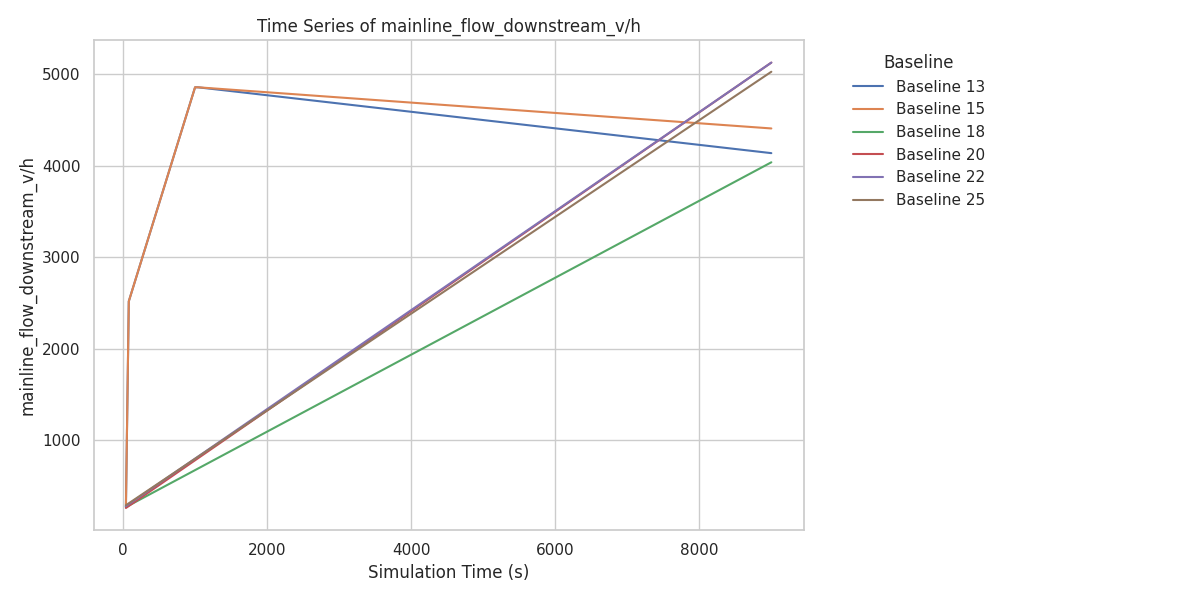 Time Series of mainline_flow_downstream_v/h
mainline_flow_downstream_v/h
5000
4000
3000
2000
1000
0
2000
4000
6000
8000
Simulation Time (s)
Baseline
Baseline 13
Baseline 15
Baseline 18
Baseline 20
Baseline 22
Baseline 25